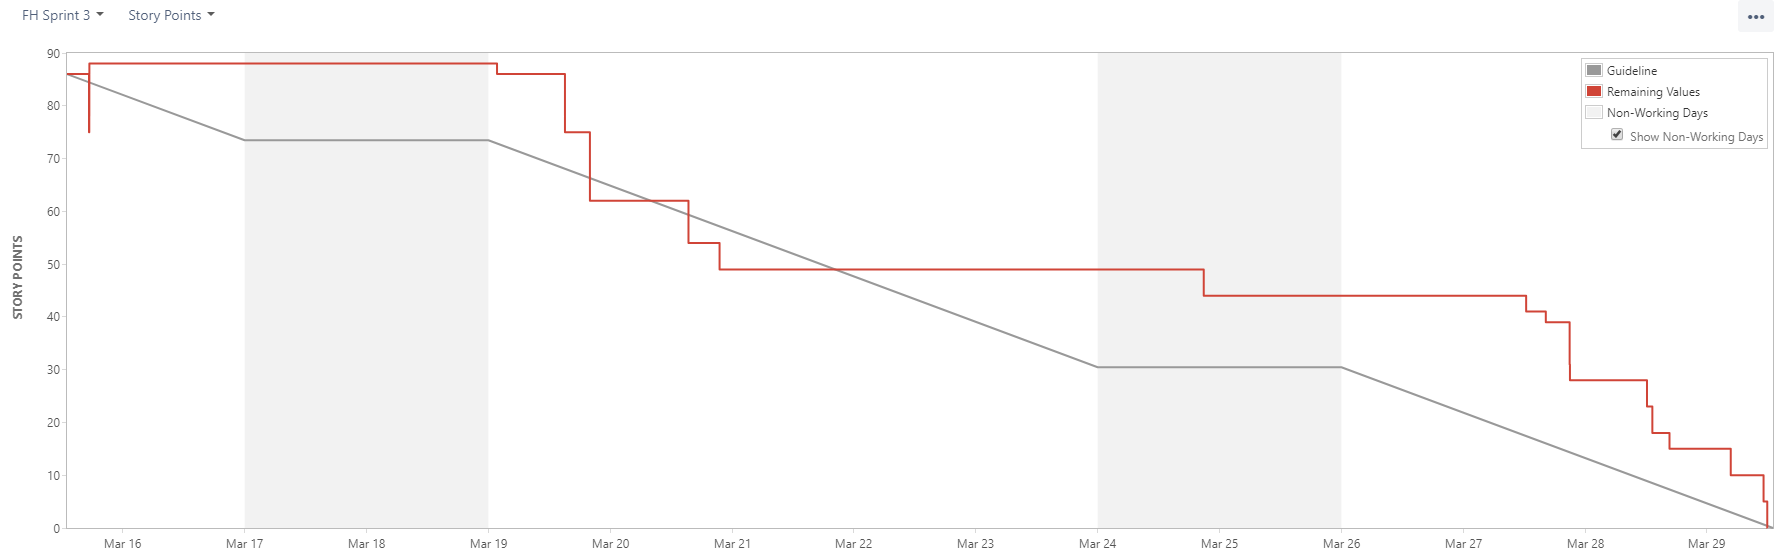 FH Sprint 3 Story Points
•••
90
80
70
60
50
40
30
20
10
0
STORY POINTS
Guideline
Remaining Values
Non-Working Days
Show Non-Working Days
Mar 16 Mar 17 Mar 18 Mar 19 Mar 20 Mar 21 Mar 22 Mar 23 Mar 24 Mar 25 Mar 26 Mar 27 Mar 28 Mar 29